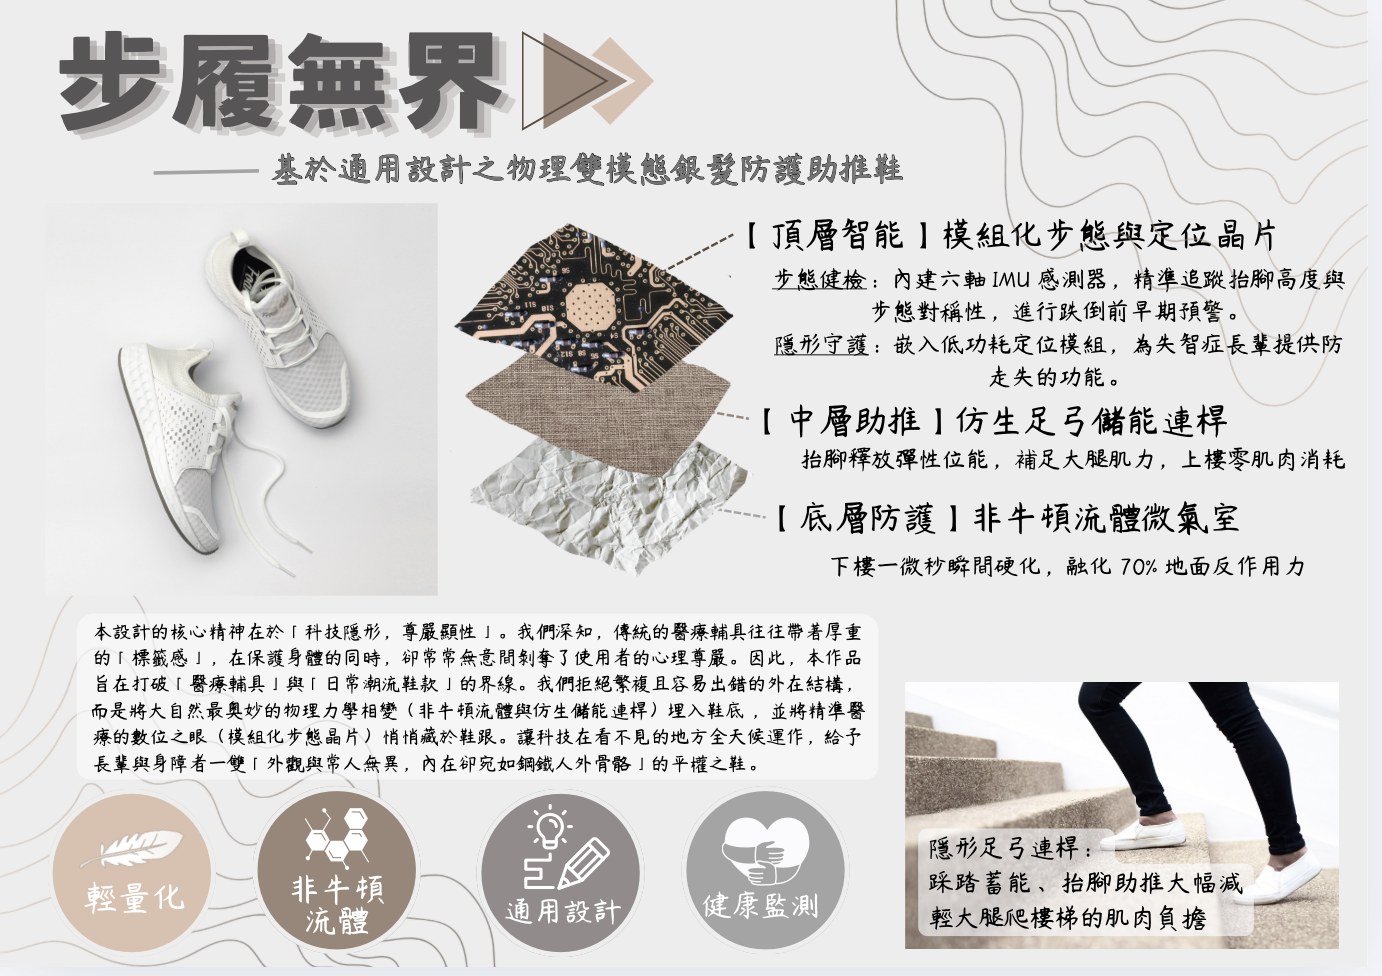 步履無界
基於通用設計之物理雙模態銀髮防護助推鞋
【頂層智能】模組化步態與定位晶片
步態健檢：內建六軸 IMU 感測器，精準追蹤抬腳高度與
步態對稱性，進行跌倒前早期預警。
隱形守護：嵌入低功耗定位模組，為失智症長輩提供防
走失的功能。
【中層助推】仿生足弓儲能連桿
抬腳釋放彈性位能，補足大腿肌力，上樓零肌肉消耗
【底層防護】非牛頓流體微氣室
下樓一微秒瞬間硬化，融化 70% 地面反作用力
本設計的核心精神在於「科技隱形，尊嚴顯性」。我們深知，傳統的醫療輔具往往帶著厚重
的「標籤感」，在保護身體的同時，卻常常無意間剝奪了使用者的心理尊嚴。因此，本作品
旨在打破「醫療輔具」與「日常潮流鞋款」的界線。我們拒絕繁複且容易出錯的外在結構，
而是將大自然最奧妙的物理力學相變（非牛頓流體與仿生儲能連桿）埋入鞋底，並將精準醫
療的數位之眼（模組化步態晶片）悄悄藏於鞋跟。讓科技在看不見的地方全天候運作，給予
長輩與身障者一雙「外觀與常人無異，內在卻宛如鋼鐵人外骨骼」的平權之鞋。
輕量化
非牛頓
流體
通用設計
健康監測
隱形足弓連桿：
踩踏蓄能、抬腳助推大幅減
輕大腿爬樓梯的肌肉負擔